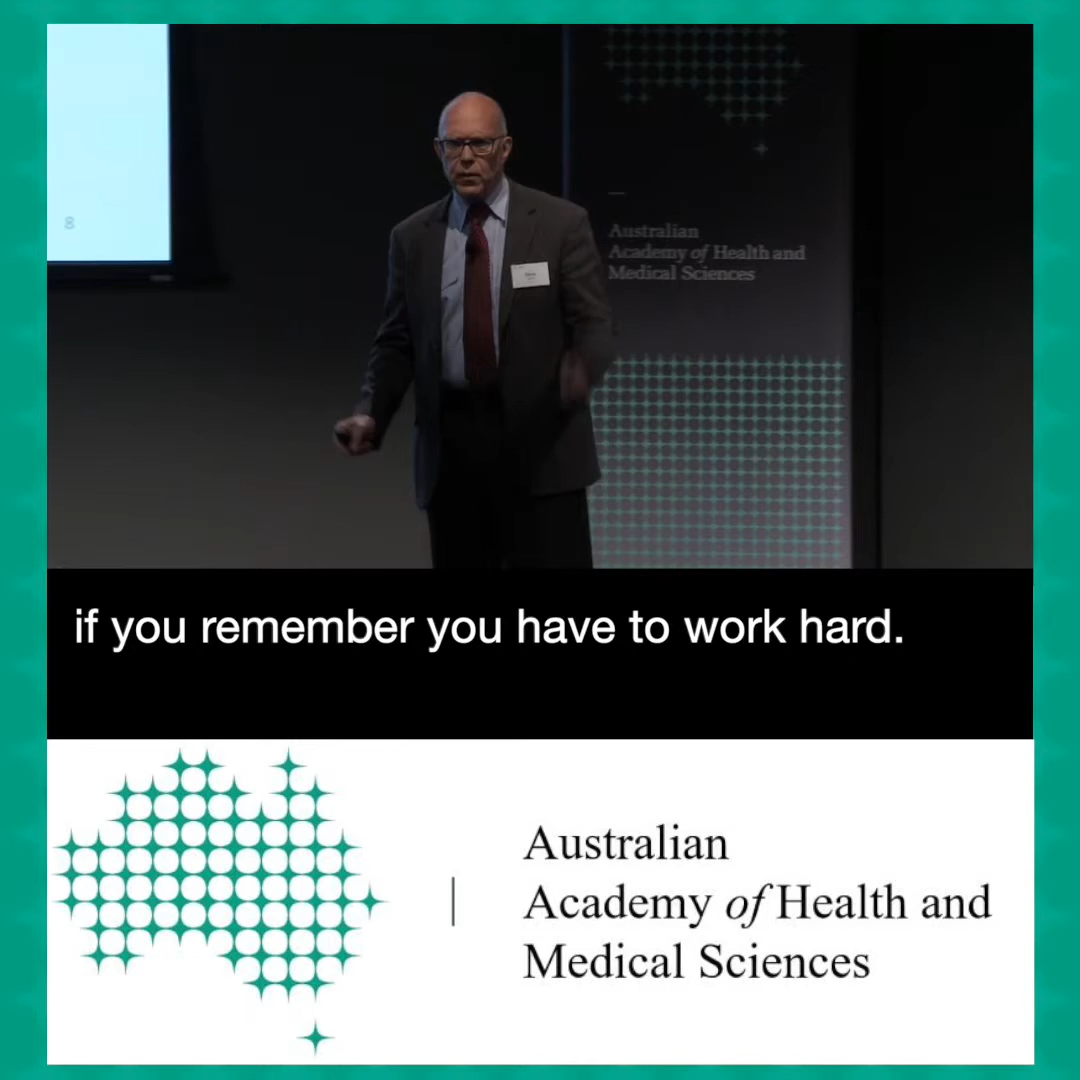 8
Australian
Academy of Health and
Medical Sciences
if you remember you have to work hard.
Australian
Academy of Health and
Medical Sciences